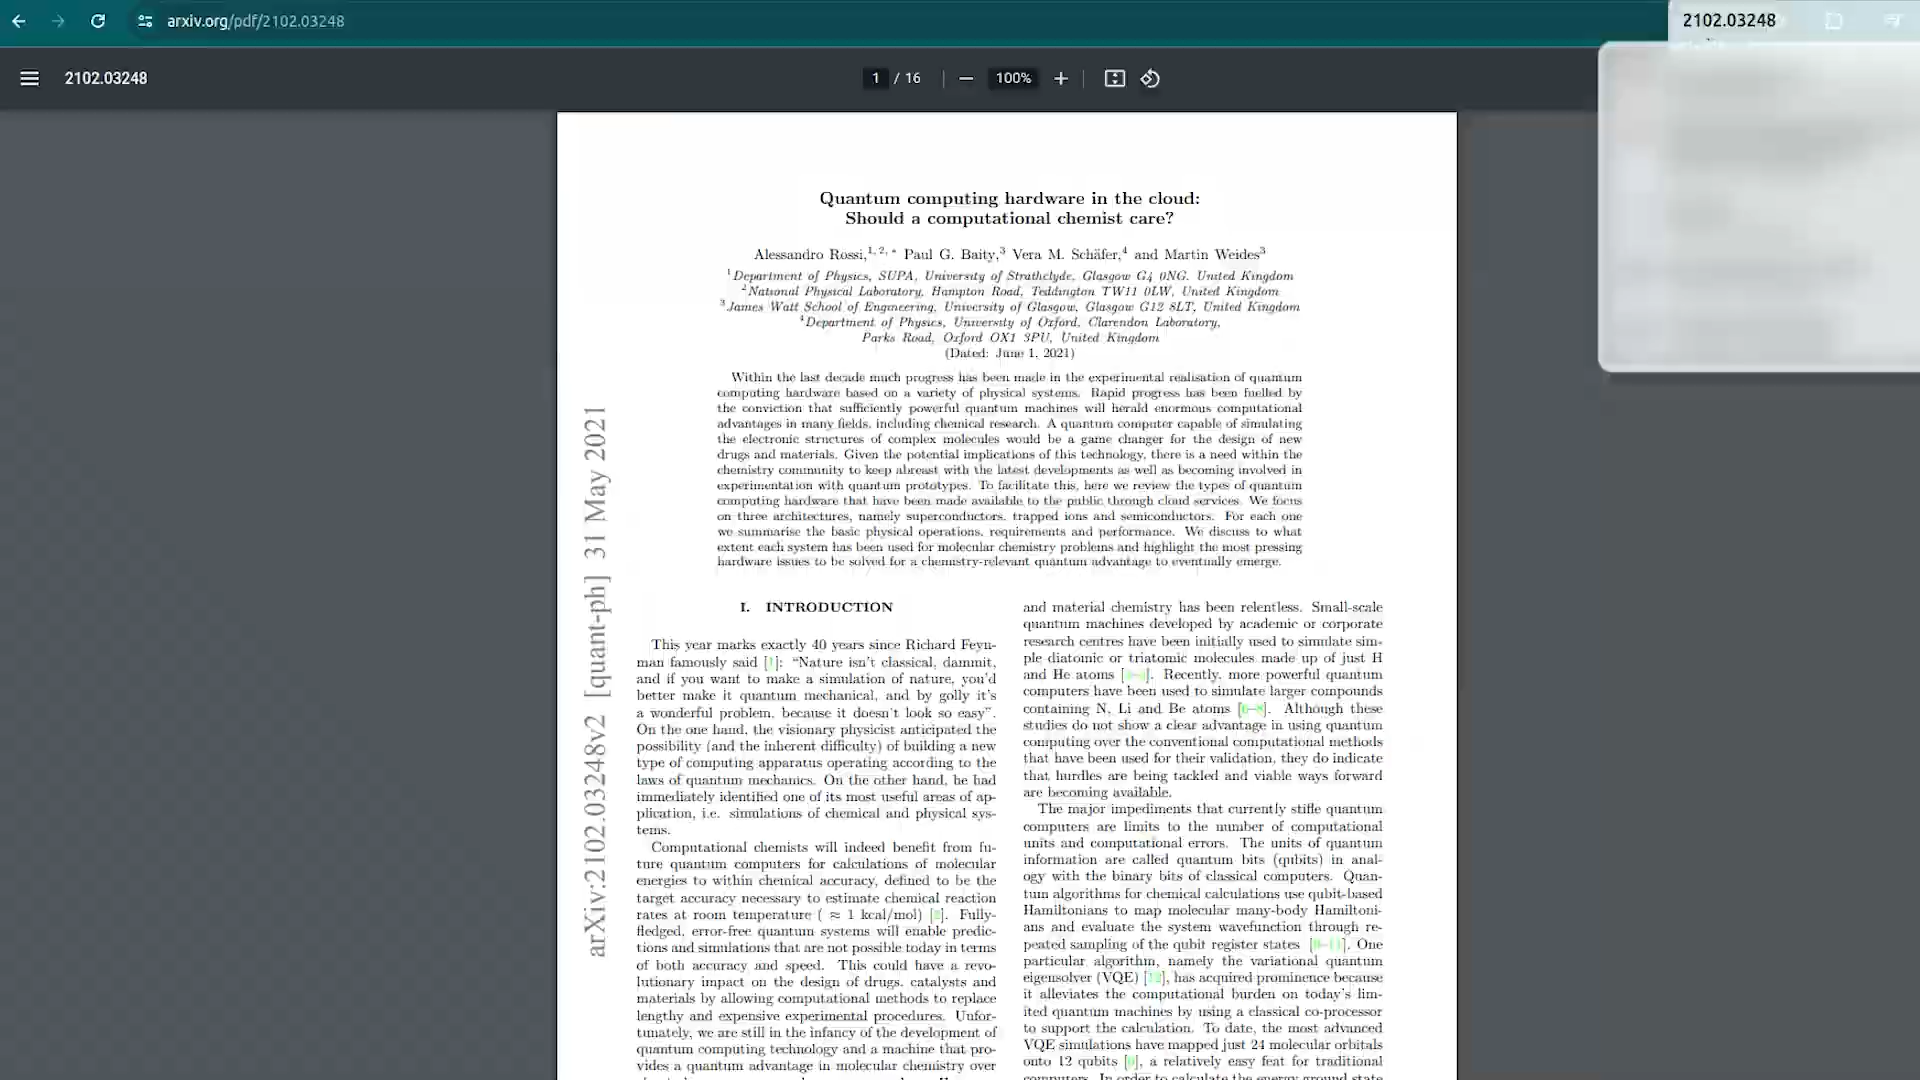 arxiv.org/pdf/2102.03248
2102.03248
2102.03248
1 / 16
100%
Quantum computing hardware in the cloud:
Should a computational chemist care?
Alessandro Rossi,1, 2, * Paul G. Baity,3 Vera M. Schäfer,4 and Martin Weides3
1Department of Physics, SUPA, University of Strathclyde, Glasgow G4 0NG, United Kingdom
2National Physical Laboratory, Hampton Road, Teddington TW11 0LW, United Kingdom
3James Watt School of Engineering, University of Glasgow, Glasgow G12 8LT, United Kingdom
4Department of Physics, University of Oxford, Clarendon Laboratory,
Parks Road, Oxford OX1 3PU, United Kingdom
(Dated: June 1, 2021)
Within the last decade much progress has been made in the experimental realisation of quantum
computing hardware based on a variety of physical systems. Rapid progress has been fuelled by
the conviction that sufficiently powerful quantum machines will herald enormous computational
advantages in many fields, including chemical research. A quantum computer capable of simulating
the electronic structures of complex molecules would be a game changer for the design of new
drugs and materials. Given the potential implications of this technology, there is a need within the
chemistry community to keep abreast with the latest developments as well as becoming involved in
experimentation with quantum prototypes. To facilitate this, here we review the types of quantum
computing hardware that have been made available to the public through cloud services. We focus
on three architectures, namely superconductors, trapped ions and semiconductors. For each one
we summarise the basic physical operations, requirements and performance. We discuss to what
extent each system has been used for molecular chemistry problems and highlight the most pressing
hardware issues to be solved for a chemistry-relevant quantum advantage to eventually emerge.
arXiv:2102.03248v2 [quant-ph] 31 May 2021
I. INTRODUCTION
This year marks exactly 40 years since Richard Feyn-
man famously said [1]: “Nature isn’t classical, dammit,
and if you want to make a simulation of nature, you’d
better make it quantum mechanical, and by golly it’s
a wonderful problem, because it doesn’t look so easy”.
On the one hand, the visionary physicist anticipated the
possibility (and the inherent difficulty) of building a new
type of computing apparatus operating according to the
laws of quantum mechanics. On the other hand, he had
immediately identified one of its most useful areas of ap-
plication, i.e. simulations of chemical and physical sys-
tems.
Computational chemists will indeed benefit from fu-
ture quantum computers for calculations of molecular
energies to within chemical accuracy, defined to be the
target accuracy necessary to estimate chemical reaction
rates at room temperature ( ≈ 1 kcal/mol) [2]. Fully-
fledged, error-free quantum systems will enable predic-
tions and simulations that are not possible today in terms
of both accuracy and speed. This could have a revo-
lutionary impact on the design of drugs, catalysts and
materials by allowing computational methods to replace
lengthy and expensive experimental procedures. Unfor-
tunately, we are still in the infancy of the development of
quantum computing technology and a machine that pro-
vides a quantum advantage in molecular chemistry over
and material chemistry has been relentless. Small-scale
quantum machines developed by academic or corporate
research centres have been initially used to simulate sim-
ple diatomic or triatomic molecules made up of just H
and He atoms. Recently, more powerful quantum
computers have been used to simulate larger compounds
containing N, Li and Be atoms [6–8]. Although these
studies do not show a clear advantage in using quantum
computing over the conventional computational methods
that have been used for their validation, they do indicate
that hurdles are being tackled and viable ways forward
are becoming available.
The major impediments that currently stifle quantum
computers are limits to the number of computational
units and computational errors. The units of quantum
information are called quantum bits (qubits) in anal-
ogy with the binary bits of classical computers. Quan-
tum algorithms for chemical calculations use qubit-based
Hamiltonians to map molecular many-body Hamiltoni-
ans and evaluate the system wavefunction through re-
peated sampling of the qubit register states [9–11]. One
particular algorithm, namely the variational quantum
eigensolver (VQE) [12], has acquired prominence because
it alleviates the computational burden on today’s lim-
ited quantum machines by using a classical co-processor
to support the calculation. To date, the most advanced
VQE simulations have mapped just 24 molecular orbitals
onto 12 qubits, a relatively easy feat for traditional
computers. In order to calculate the energy ground state